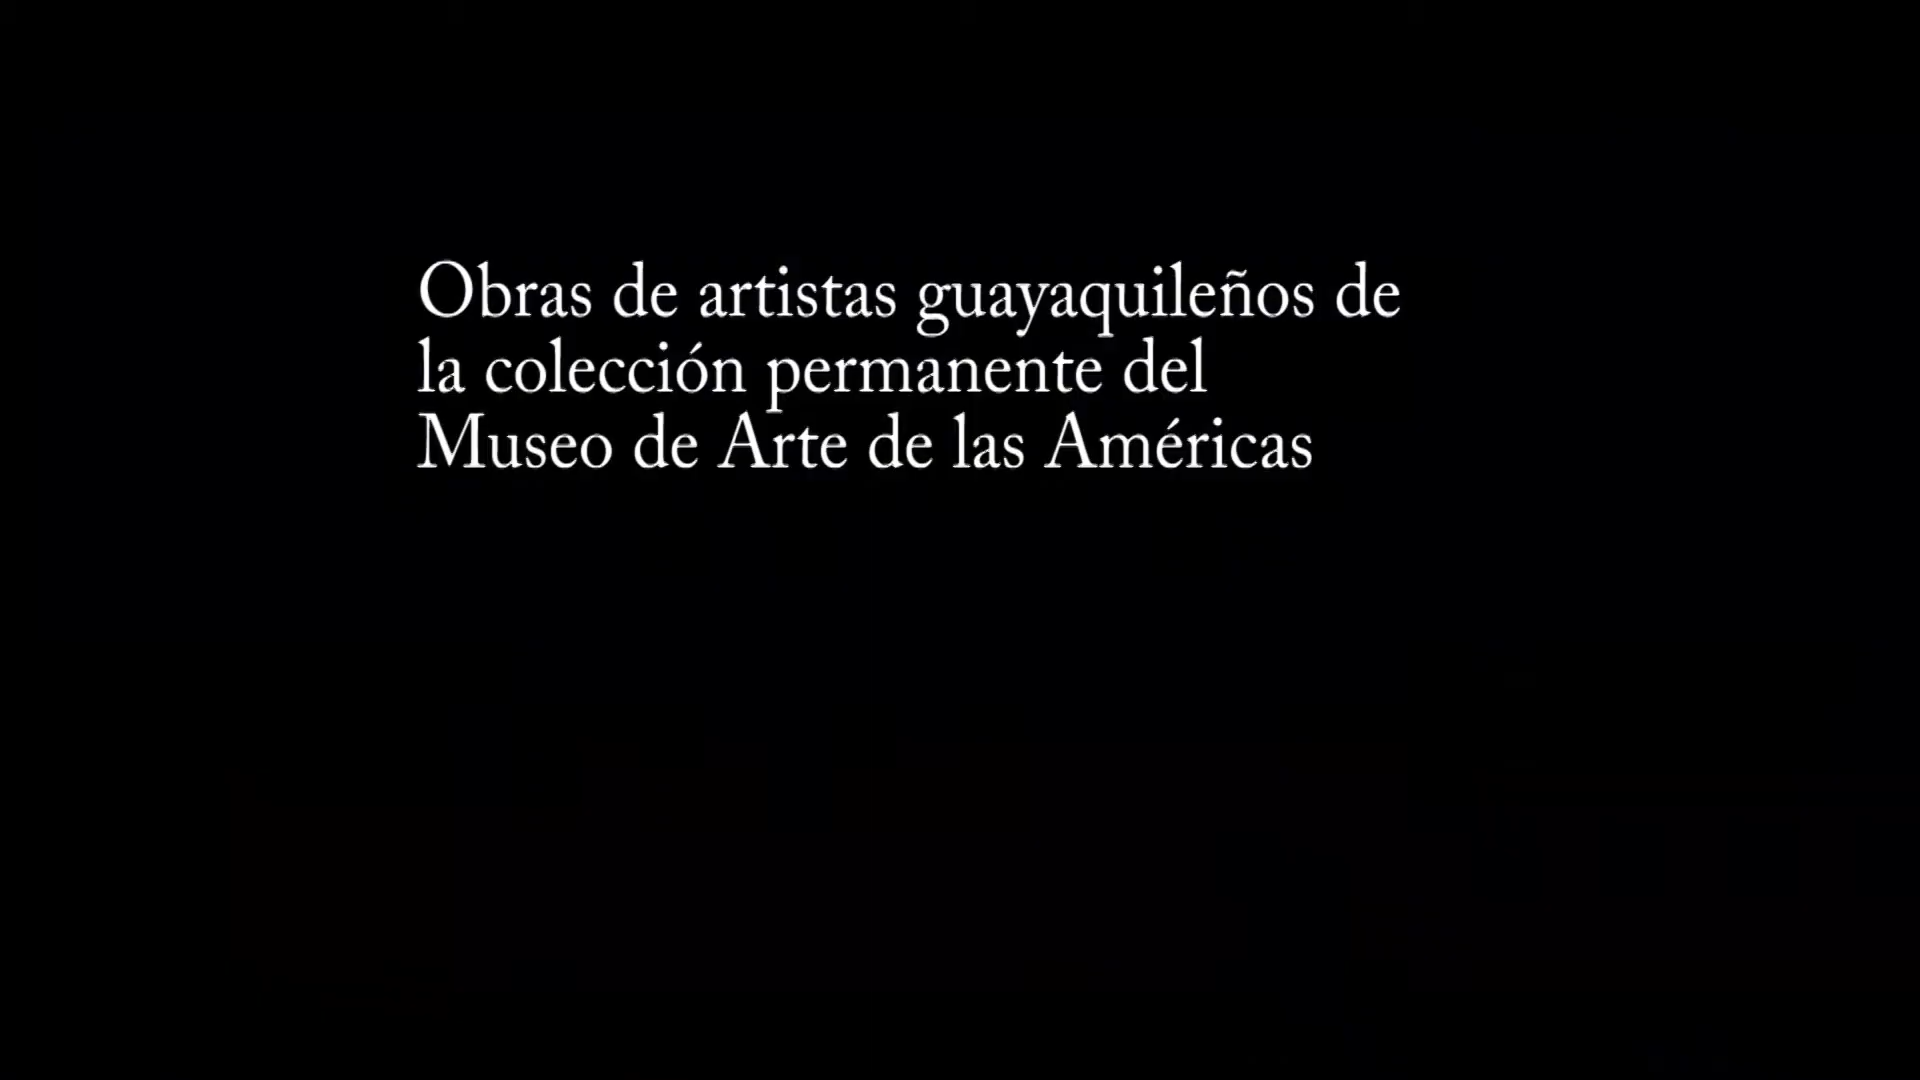 Obras de artistas guayaquileños de
la colección permanente del
Museo de Arte de las Américas